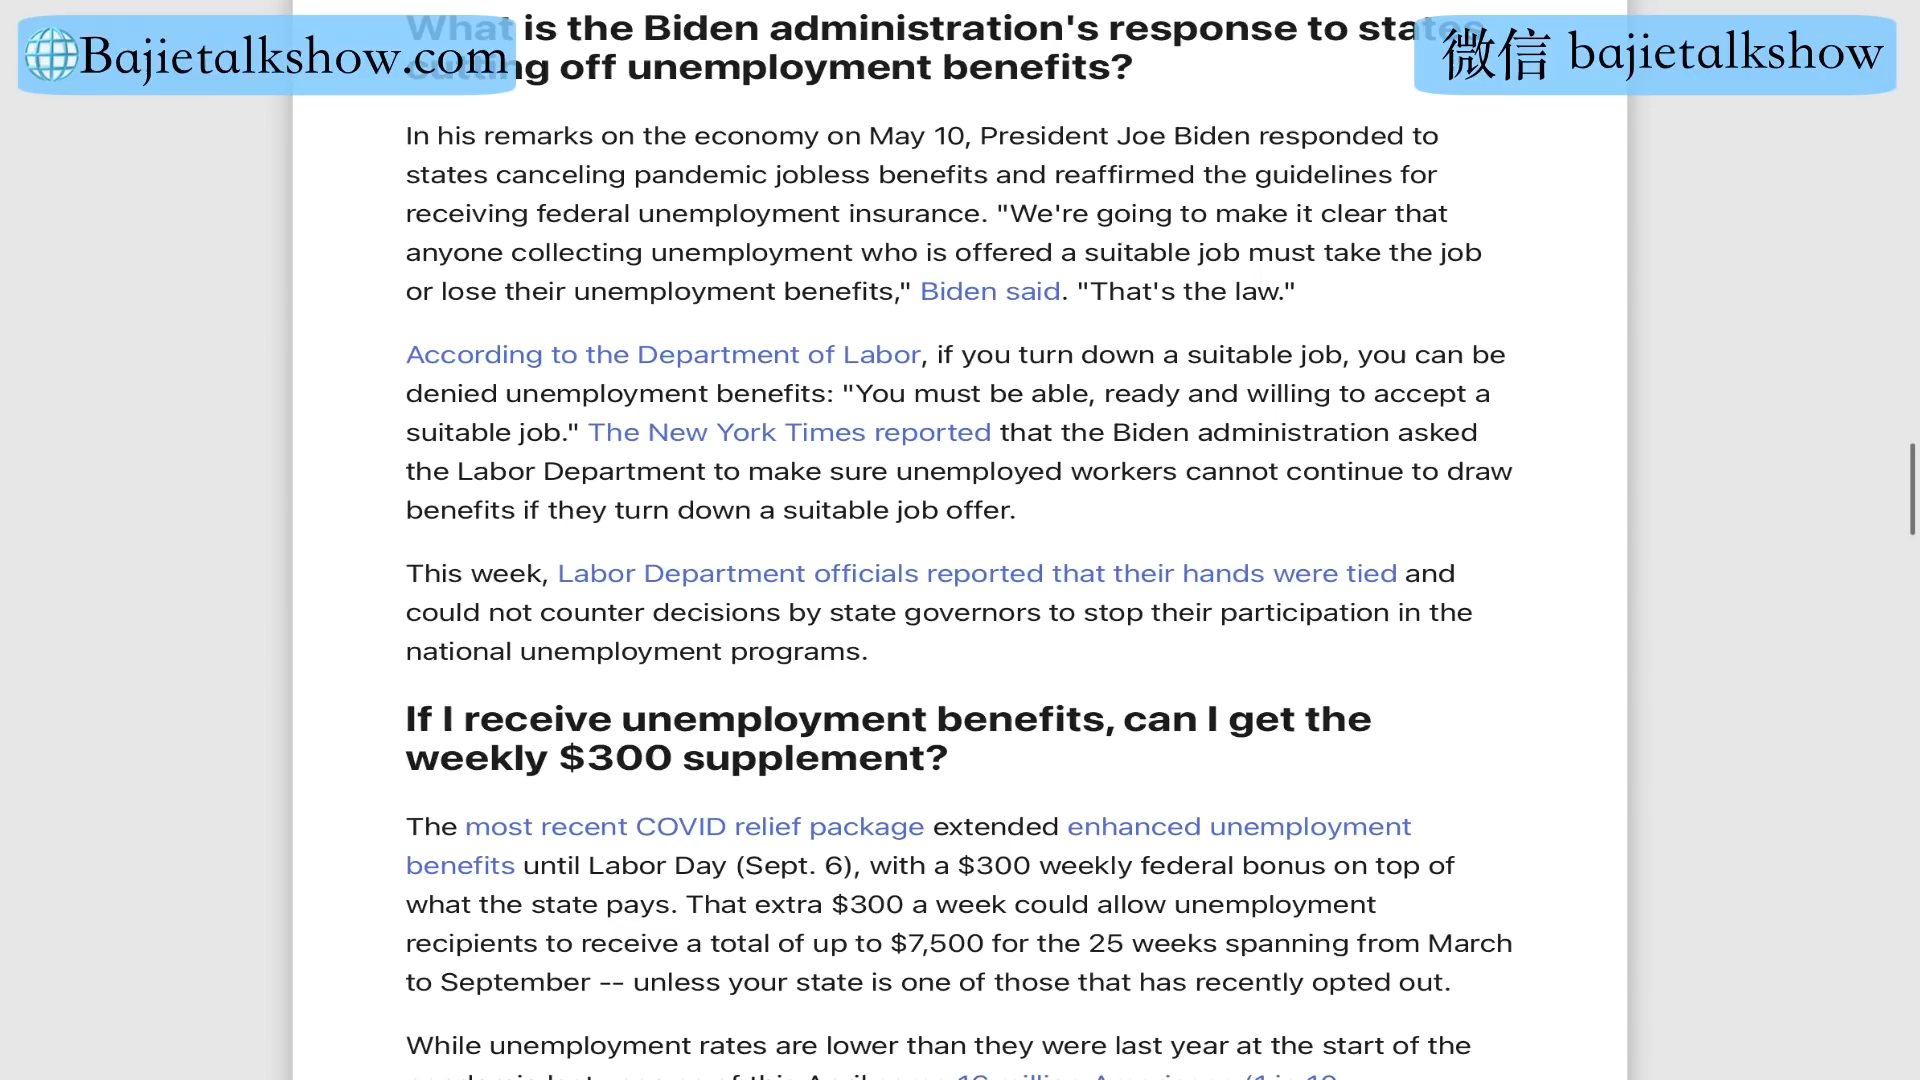 Bajietalkshow.com
微信 bajietalkshow
What is the Biden administration's response to states
cutting off unemployment benefits?
In his remarks on the economy on May 10, President Joe Biden responded to
states canceling pandemic jobless benefits and reaffirmed the guidelines for
receiving federal unemployment insurance. "We're going to make it clear that
anyone collecting unemployment who is offered a suitable job must take the job
or lose their unemployment benefits," Biden said. "That's the law."
According to the Department of Labor, if you turn down a suitable job, you can be
denied unemployment benefits: "You must be able, ready and willing to accept a
suitable job." The New York Times reported that the Biden administration asked
the Labor Department to make sure unemployed workers cannot continue to draw
benefits if they turn down a suitable job offer.
This week, Labor Department officials reported that their hands were tied and
could not counter decisions by state governors to stop their participation in the
national unemployment programs.
If I receive unemployment benefits, can I get the
weekly $300 supplement?
The most recent COVID relief package extended enhanced unemployment
benefits until Labor Day (Sept. 6), with a $300 weekly federal bonus on top of
what the state pays. That extra $300 a week could allow unemployment
recipients to receive a total of up to $7,500 for the 25 weeks spanning from March
to September -- unless your state is one of those that has recently opted out.
While unemployment rates are lower than they were last year at the start of the